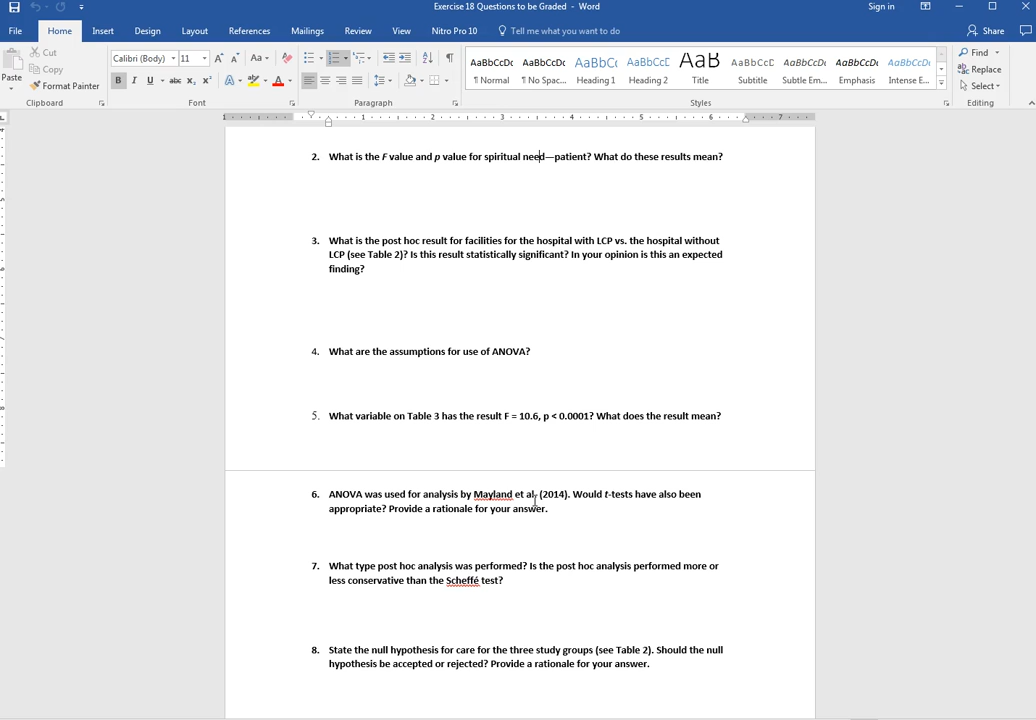 Exercise 18 Questions to be Graded - Word
Sign in
File Home Insert Design Layout References Mailings Review View Nitro Pro 10 Tell me what you want to do Share
Cut
Copy
Format Painter
Paste
Clipboard
Calibri (Body) 11
Font
Paragraph
AaBbCcDc AaBbCcDc AaBbCc AaBbCcD AaB AaBbCcD AaBbCcDc AaBbCcDc AaBbCcDc
¶ Normal ¶ No Spac... Heading 1 Heading 2 Title Subtitle Subtle Em... Emphasis Intense E...
Styles
Find
Replace
Select
Editing
1 1 2 3 4 5 6 7
2. What is the F value and p value for spiritual need—patient? What do these results mean?
3. What is the post hoc result for facilities for the hospital with LCP vs. the hospital without
LCP (see Table 2)? Is this result statistically significant? In your opinion is this an expected
finding?
4. What are the assumptions for use of ANOVA?
5. What variable on Table 3 has the result F = 10.6, p < 0.0001? What does the result mean?
6. ANOVA was used for analysis by Mayland et al. (2014). Would t-tests have also been
appropriate? Provide a rationale for your answer.
7. What type post hoc analysis was performed? Is the post hoc analysis performed more or
less conservative than the Scheffé test?
8. State the null hypothesis for care for the three study groups (see Table 2). Should the null
hypothesis be accepted or rejected? Provide a rationale for your answer.